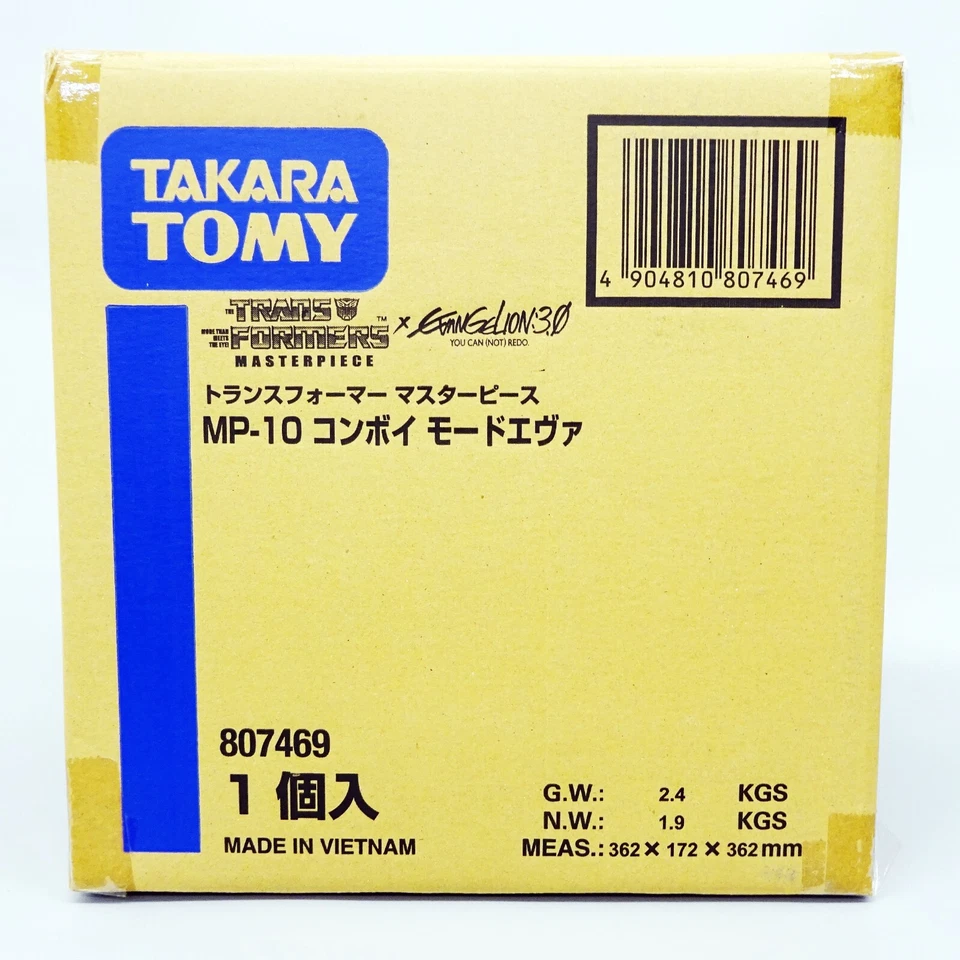 TAKARA
TOMY
4 904810 807469
THE TRANSFORMERS™
MORE THAN MEETS THE EYE!
MASTERPIECE
×
EVANGELION:3.0
YOU CAN (NOT) REDO.
トランスフォーマー マスターピース
MP-10 コンボイ モードエヴァ
807469
1 個入
MADE IN VIETNAM
G.W.: 2.4 KGS
N.W.: 1.9 KGS
MEAS.: 362 × 172 × 362 mm